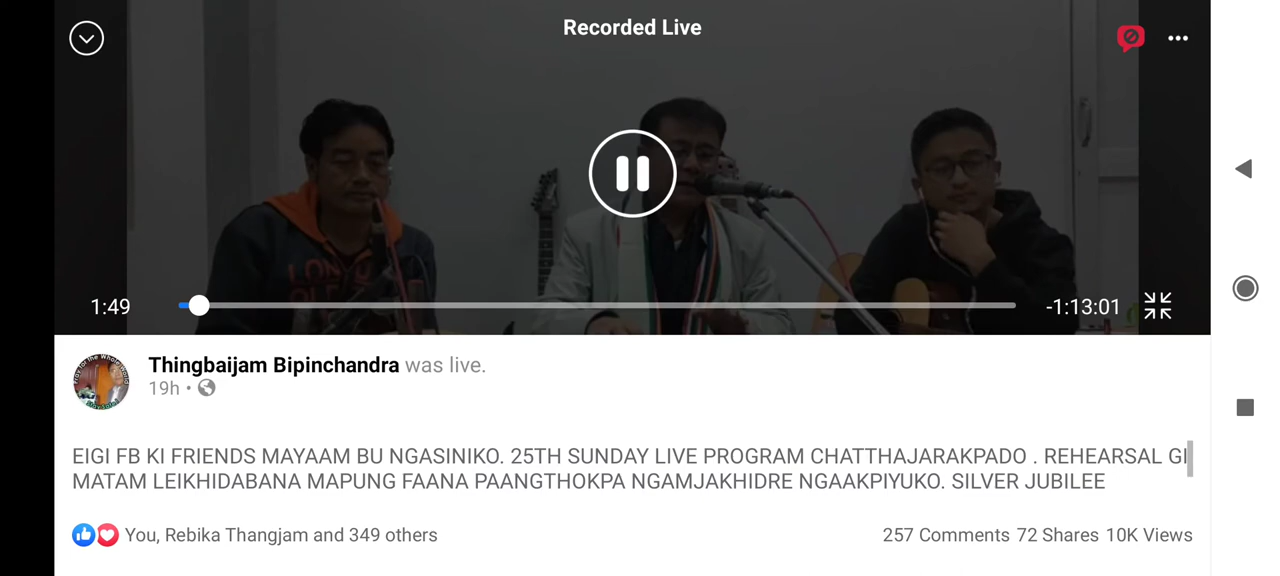 Recorded Live
1:49
-1:13:01
Thingbaijam Bipinchandra was live.
19h •
EIGI FB KI FRIENDS MAYAAM BU NGASINIKO. 25TH SUNDAY LIVE PROGRAM CHATTHAJARAKPADO . REHEARSAL GI
MATAM LEIKHIDABANA MAPUNG FAANA PAANGTHOKPA NGAMJAKHIDRE NGAAKPIYUKO. SILVER JUBILEE
You, Rebika Thangjam and 349 others
257 Comments 72 Shares 10K Views